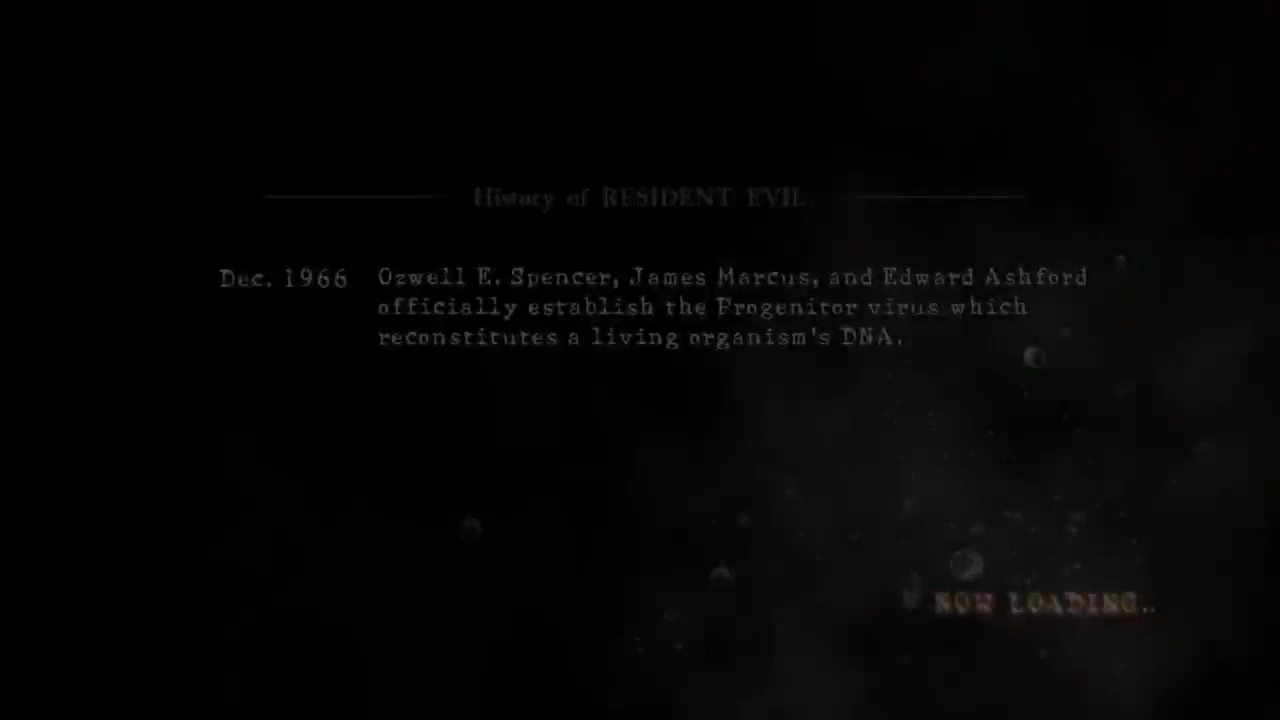 History of RESIDENT EVIL
Dec. 1966 Ozwell E. Spencer, James Marcus, and Edward Ashford
officially establish the Progenitor virus which
reconstitutes a living organism's DNA.
NOW LOADING..